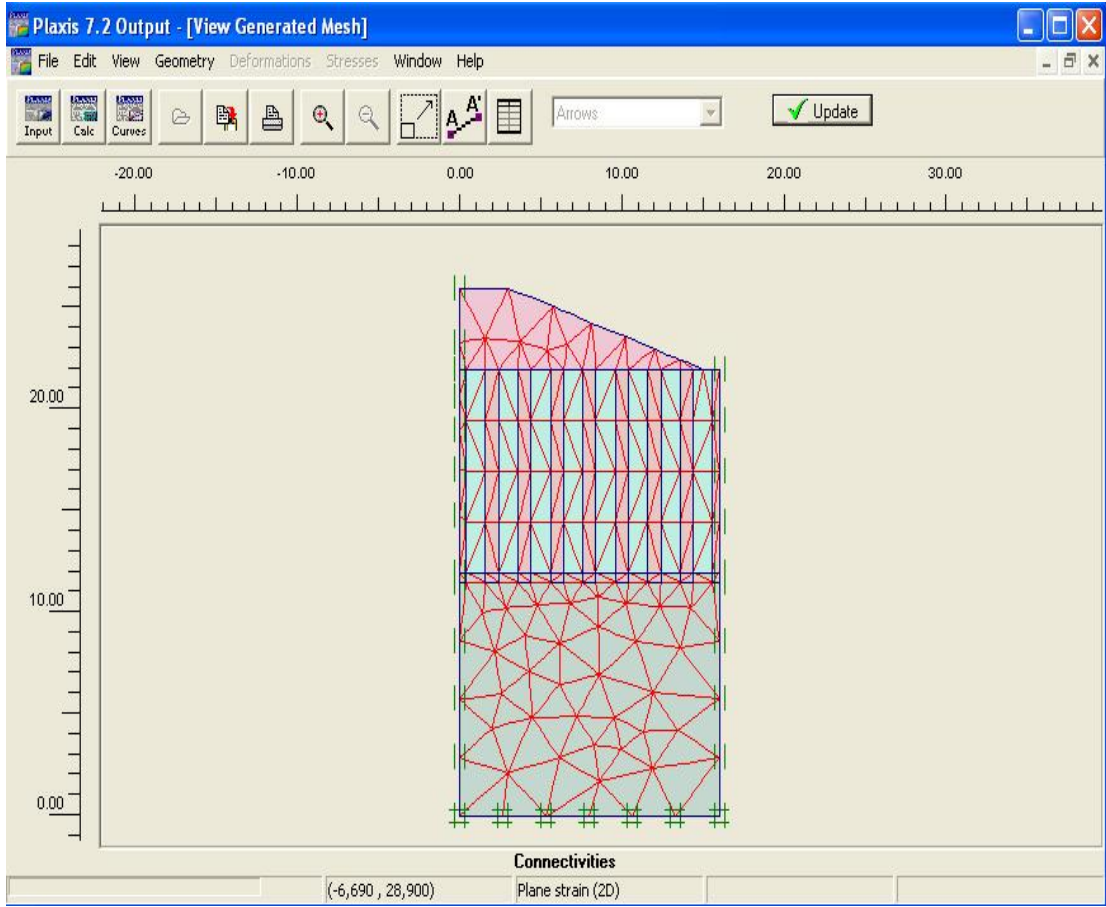 Plaxis 7.2 Output - [View Generated Mesh]
File Edit View Geometry Deformations Stresses Window Help
Input Calc Curves A A' Arrows Update
-20.00 -10.00 0.00 10.00 20.00 30.00
20.00
10.00
0.00
Connectivities
(-6,690 , 28,900) Plane strain (2D)